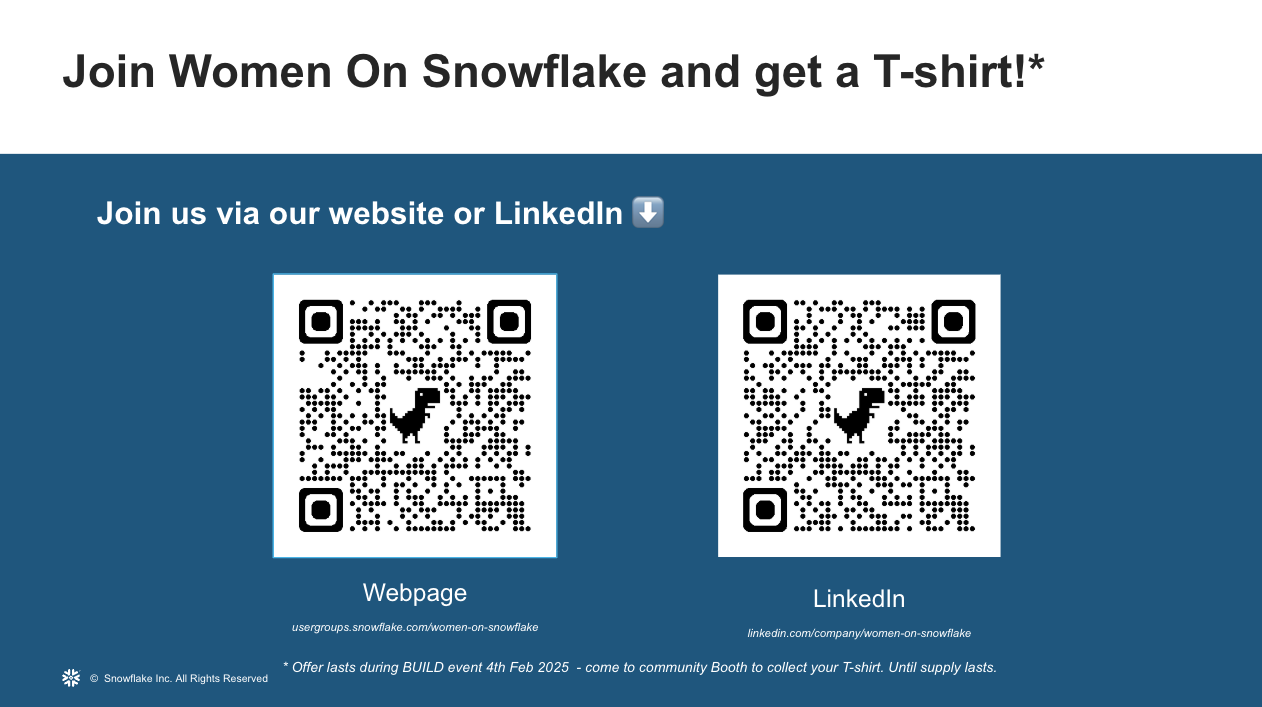 Join Women On Snowflake and get a T-shirt!*
Join us via our website or LinkedIn ⬇️
Webpage
usergroups.snowflake.com/women-on-snowflake
LinkedIn
linkedin.com/company/women-on-snowflake
* Offer lasts during BUILD event 4th Feb 2025 - come to community Booth to collect your T-shirt. Until supply lasts.
© Snowflake Inc. All Rights Reserved